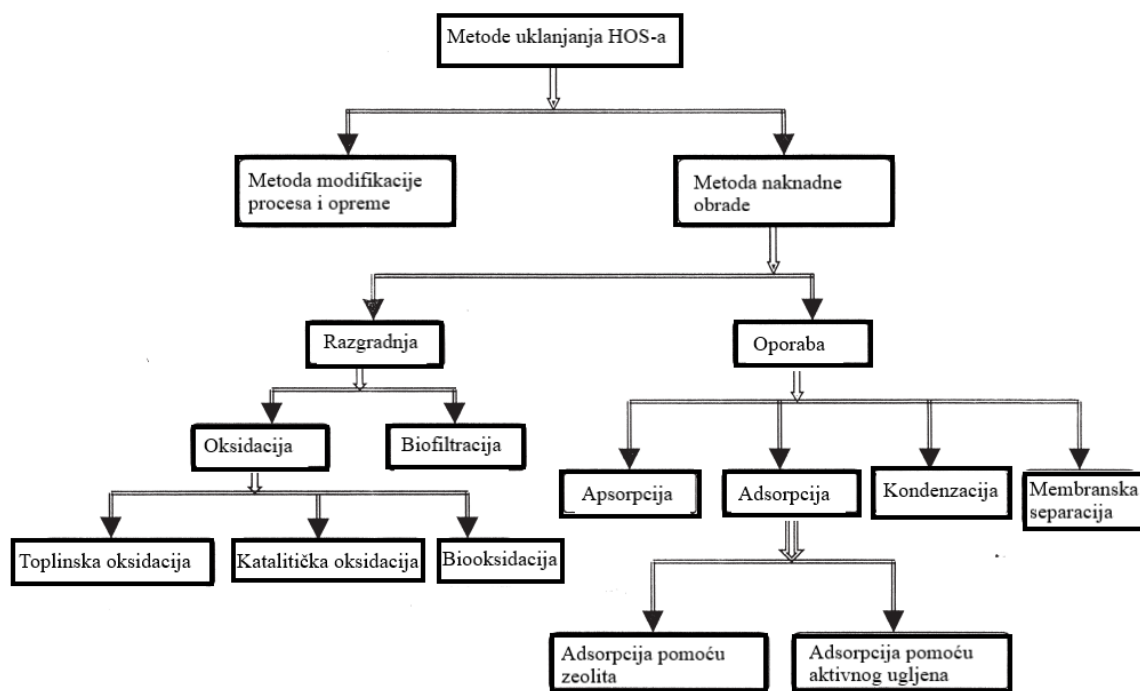 Metode uklanjanja HOS-a
Metoda modifikacije
procesa i opreme
Metoda naknadne
obrade
Razgradnja
Oporaba
Oksidacija
Biofiltracija
Apsorpcija
Adsorpcija
Kondenzacija
Membranska
separacija
Toplinska oksidacija
Katalitička oksidacija
Biooksidacija
Adsorpcija pomoću
zeolita
Adsorpcija pomoću
aktivnog ugljena